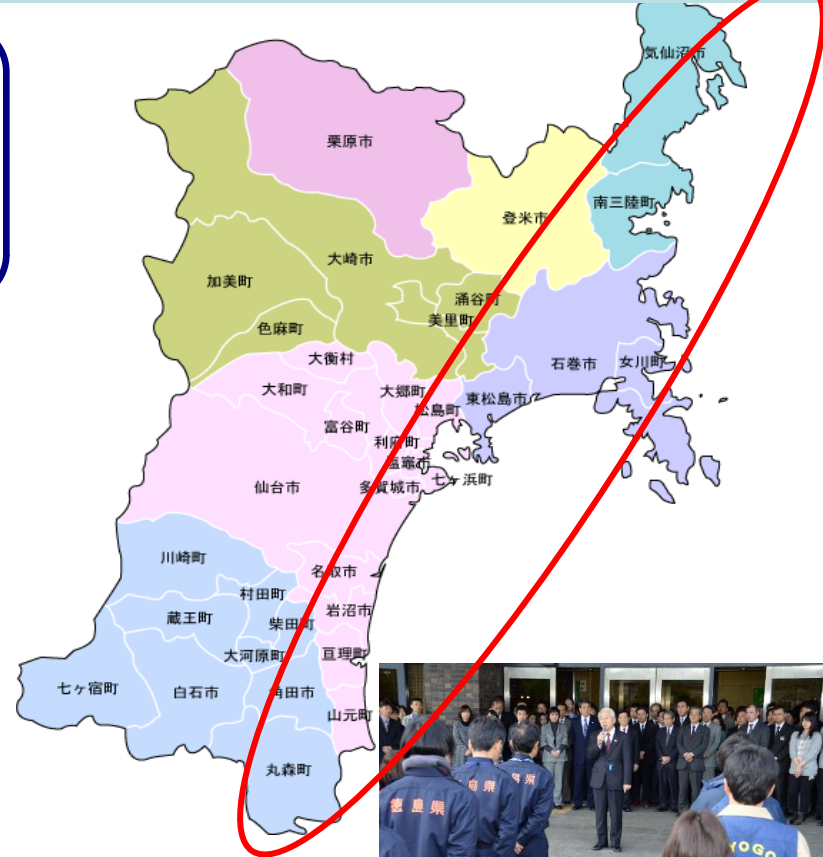 気仙沼市
栗原市
南三陸町
登米市
大崎市
加美町
涌谷町
美里町
色麻町
大衡村
石巻市
女川町
大和町
大郷町
東松島市
松島町
富谷町
利府町
塩竈市
七ヶ浜町
仙台市
多賀城市
川崎町
名取市
村田町
岩沼市
蔵王町
柴田町
大河原町
亘理町
七ヶ宿町
白石市
角田市
山元町
丸森町
島県
島県
徳島県
HYOGO